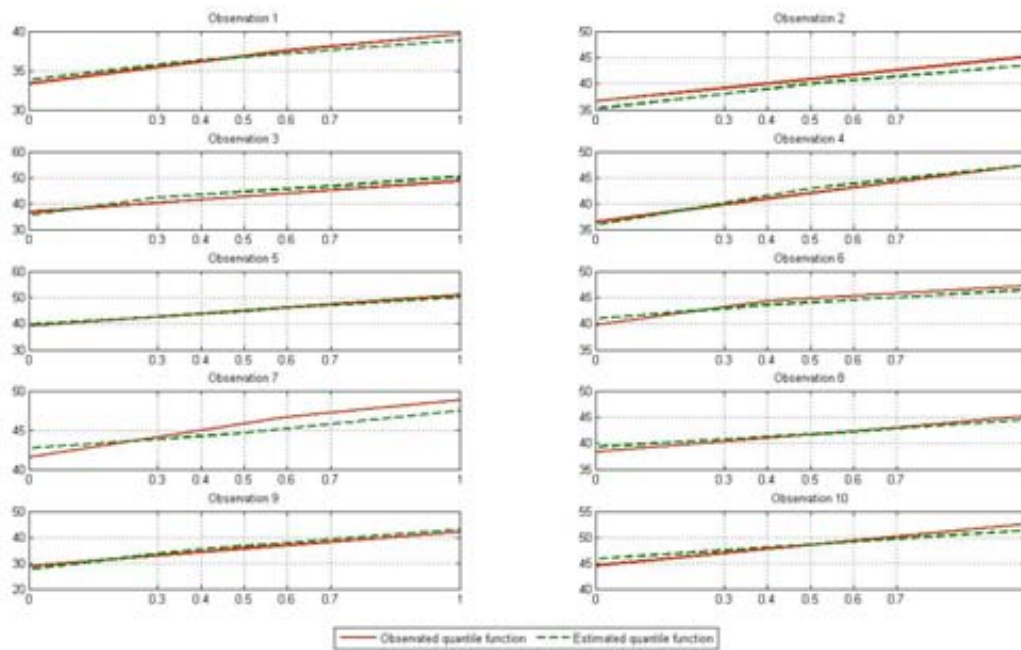 Observation 1
40
35
30
0 0.3 0.4 0.5 0.6 0.7 1
Observation 2
50
45
40
35
0 0.3 0.4 0.5 0.6 0.7
Observation 3
60
50
40
30
0 0.3 0.4 0.5 0.6 0.7 1
Observation 4
50
45
40
35
0 0.3 0.4 0.5 0.6 0.7
Observation 5
60
50
40
30
0 0.3 0.4 0.5 0.6 0.7 1
Observation 6
50
45
40
35
0 0.3 0.4 0.5 0.6 0.7
Observation 7
50
45
40
0 0.3 0.4 0.5 0.6 0.7 1
Observation 8
50
45
40
35
0 0.3 0.4 0.5 0.6 0.7
Observation 9
50
40
30
20
0 0.3 0.4 0.5 0.6 0.7 1
Observation 10
55
50
45
40
0 0.3 0.4 0.5 0.6 0.7
Obsenated quantile function Estimated quantile function